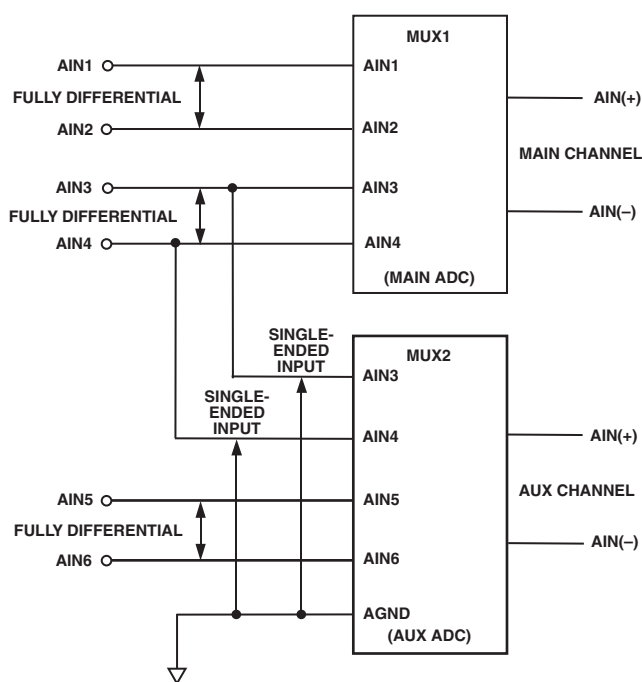 MUX1
AIN1
AIN1
FULLY DIFFERENTIAL
AIN(+)
AIN2
AIN2
MAIN CHANNEL
AIN3
AIN3
FULLY DIFFERENTIAL
AIN(–)
AIN4
AIN4
(MAIN ADC)
SINGLE-
ENDED
INPUT
MUX2
AIN3
SINGLE-
ENDED
INPUT
AIN4
AIN(+)
AIN5
AIN5
AUX CHANNEL
FULLY DIFFERENTIAL
AIN(–)
AIN6
AIN6
AGND
(AUX ADC)